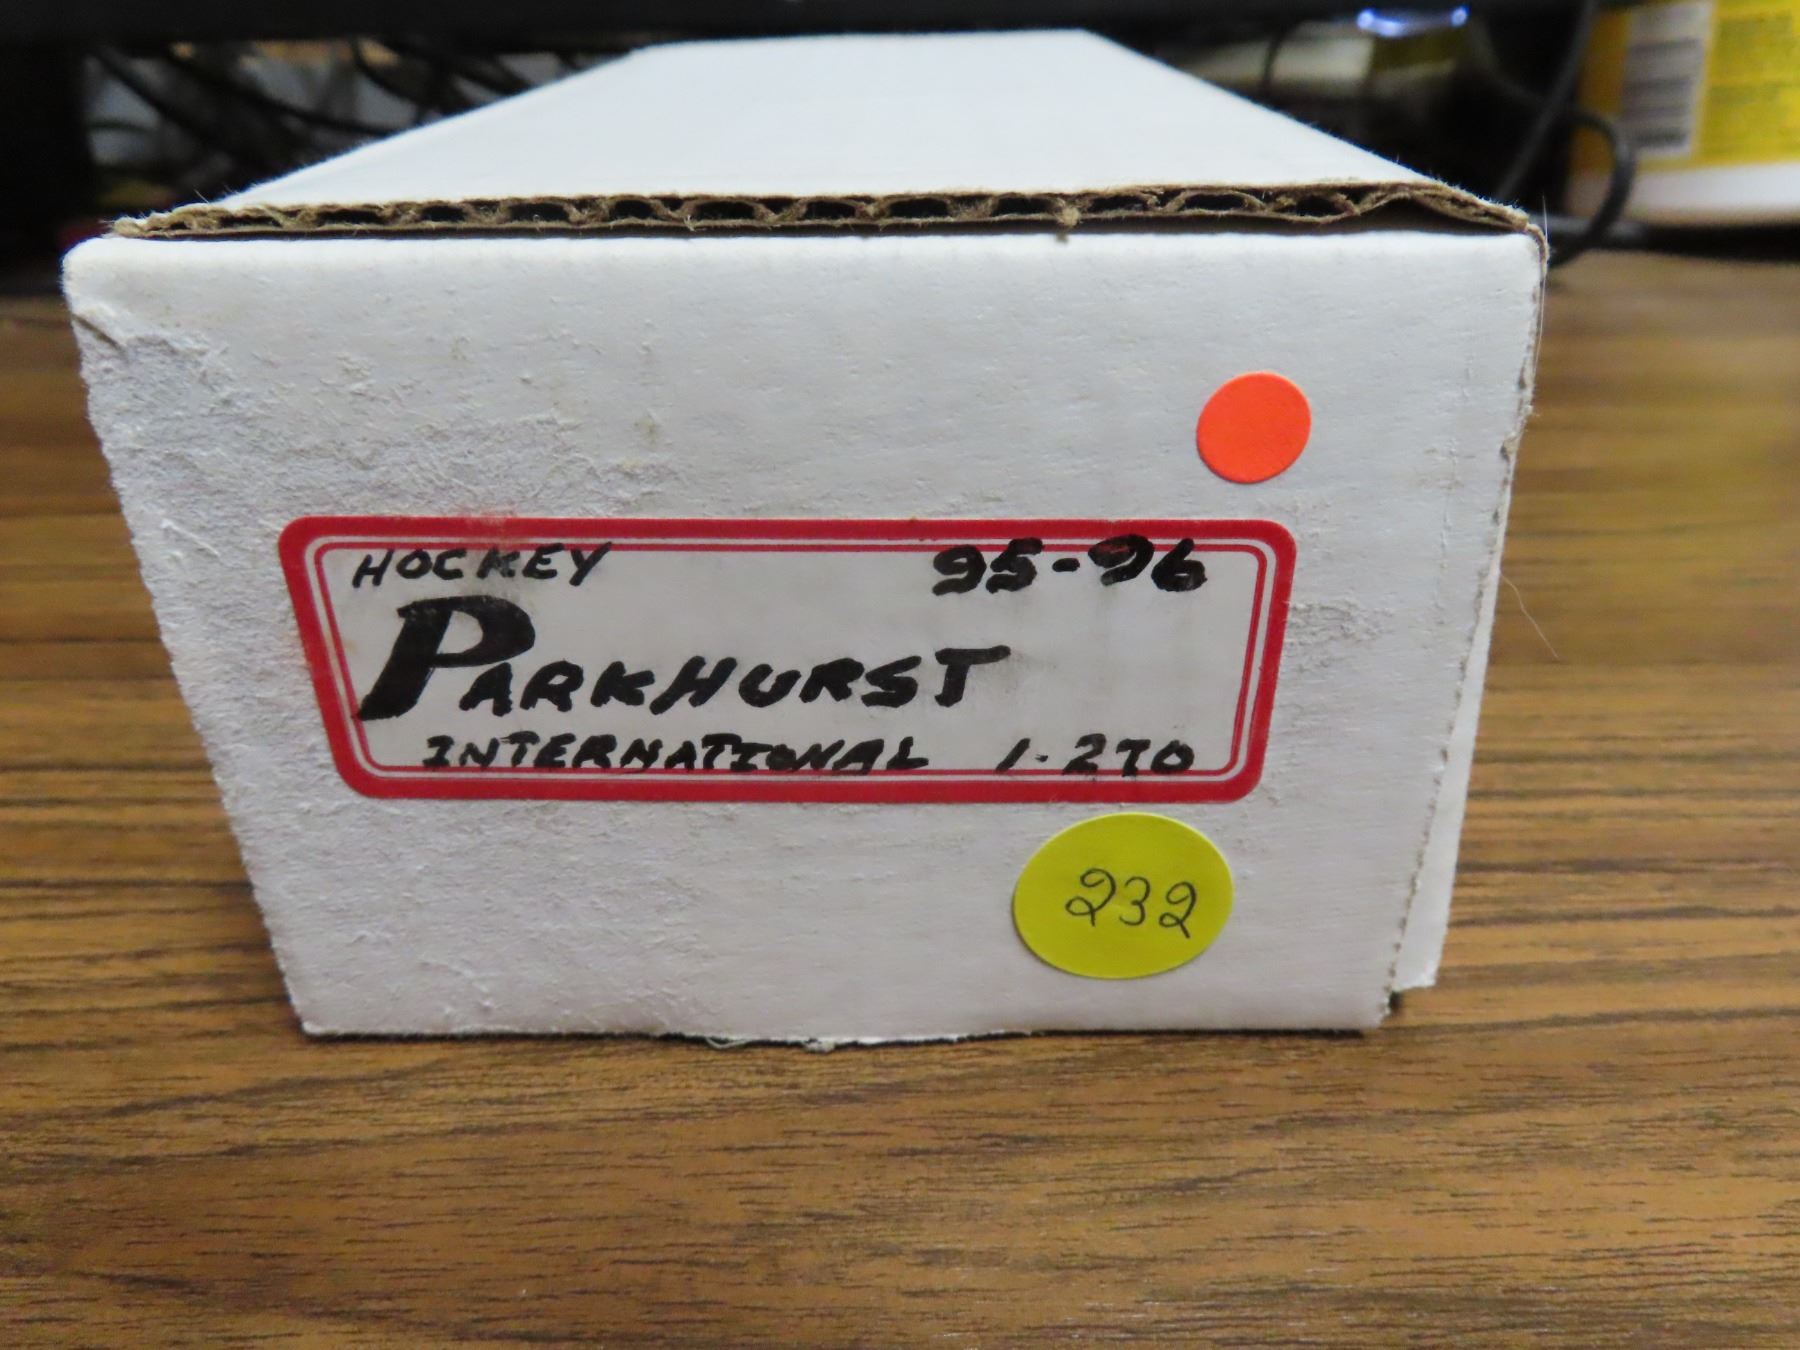 HOCKEY 95-96
PARKHURST
INTERNATIONAL 1-270
232